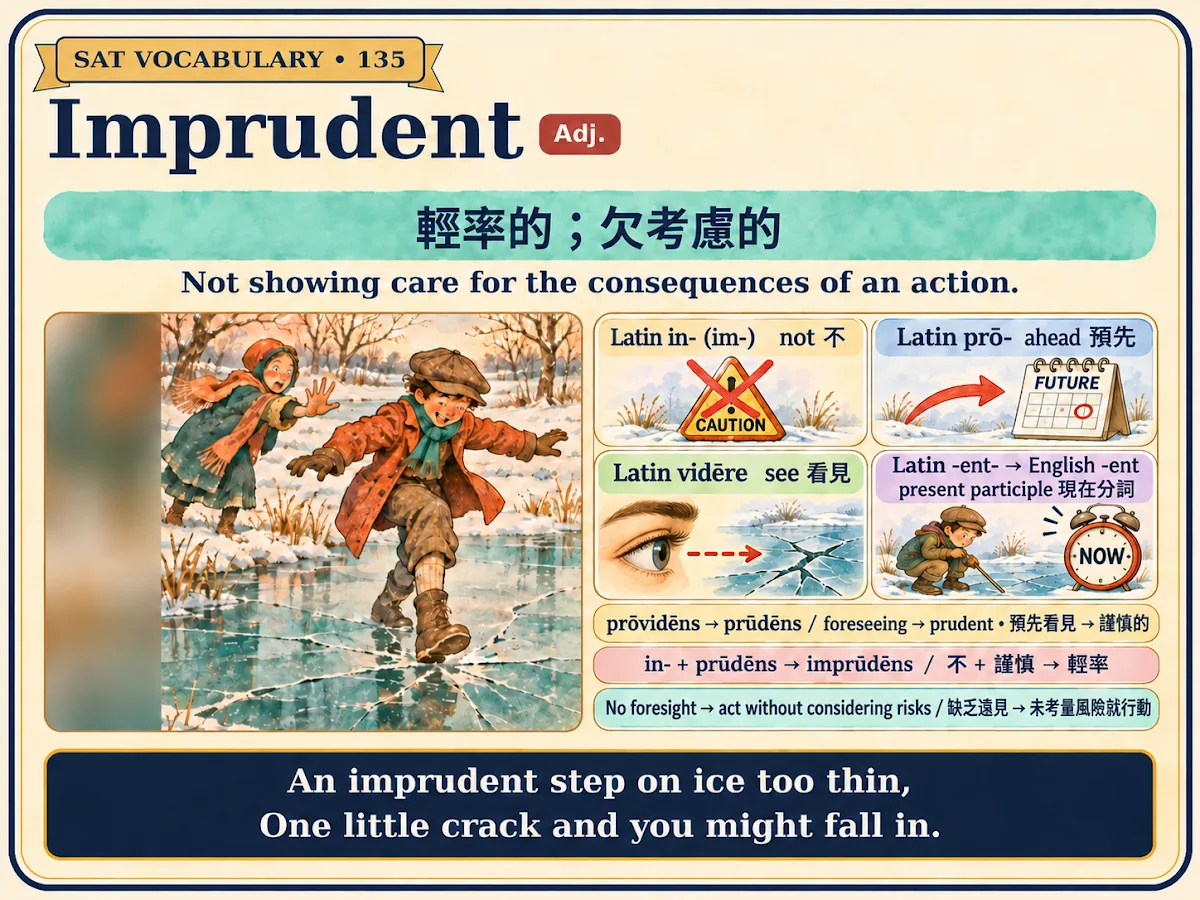 SAT VOCABULARY • 135
Imprudent Adj.
輕率的；欠考慮的
Not showing care for the consequences of an action.
Latin in- (im-) not 不
CAUTION
Latin prō- ahead 預先
FUTURE
Latin vidēre see 看見
Latin -ent- → English -ent
present participle 現在分詞
NOW
prōvidēns → prūdēns / foreseeing → prudent • 預先看見 → 謹慎的
in- + prūdēns → imprūdēns / 不 + 謹慎 → 輕率
No foresight → act without considering risks / 缺乏遠見 → 未考量風險就行動
An imprudent step on ice too thin,
One little crack and you might fall in.